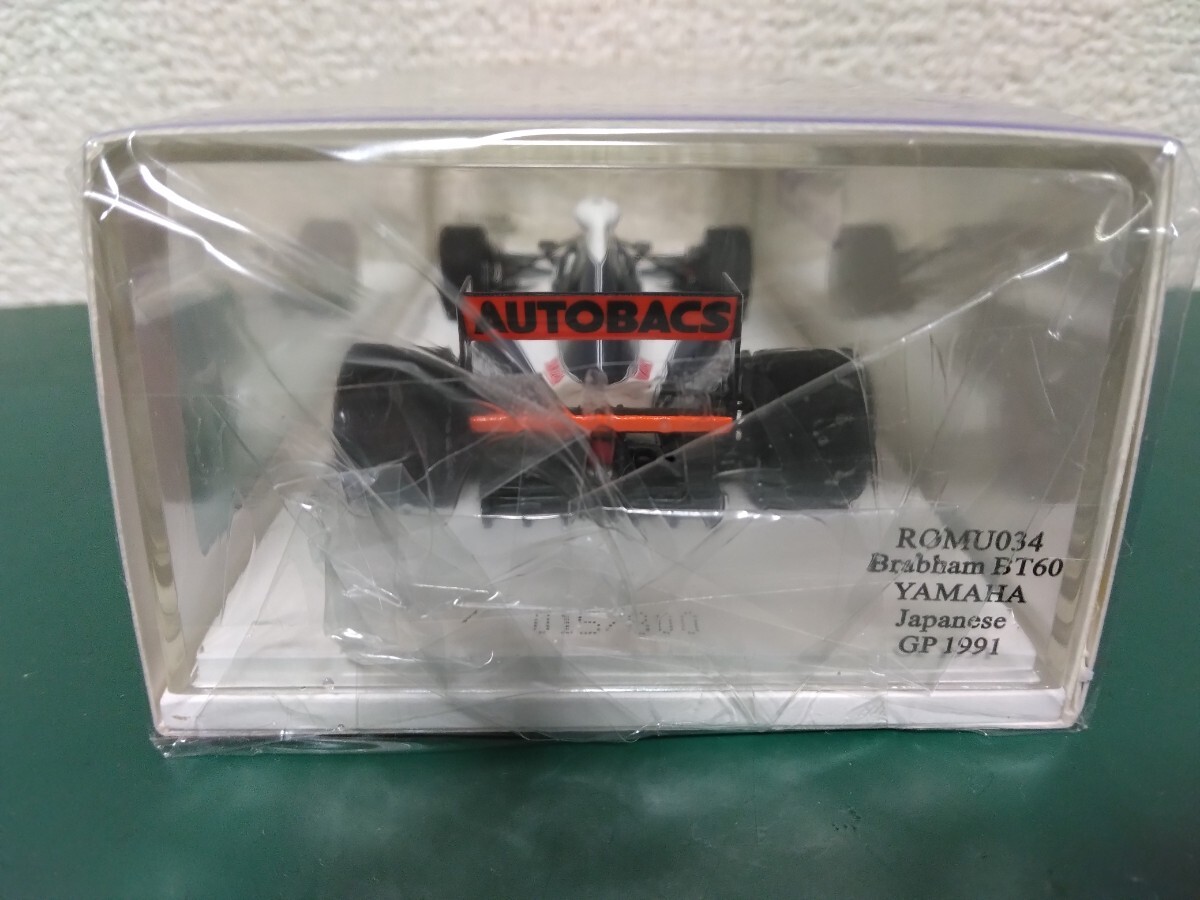 AUTOBACS
ROMU034
Brabham BT60
YAMAHA
Japanese
GP 1991